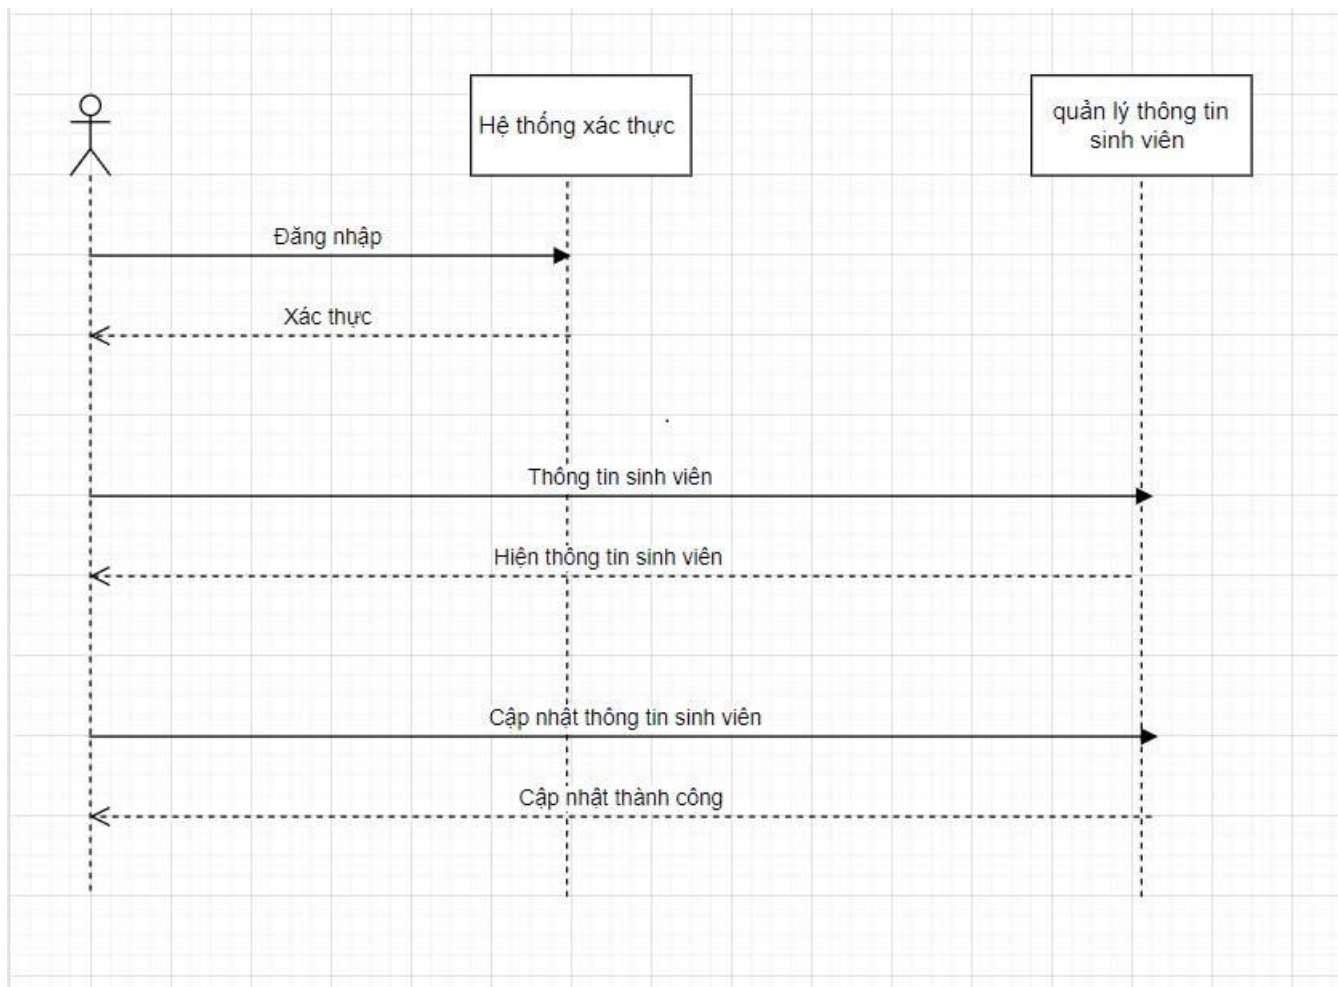 Hệ thống xác thực
quản lý thông tin
sinh viên
Đăng nhập
Xác thực
Thông tin sinh viên
Hiện thông tin sinh viên
Cập nhật thông tin sinh viên
Cập nhật thành công